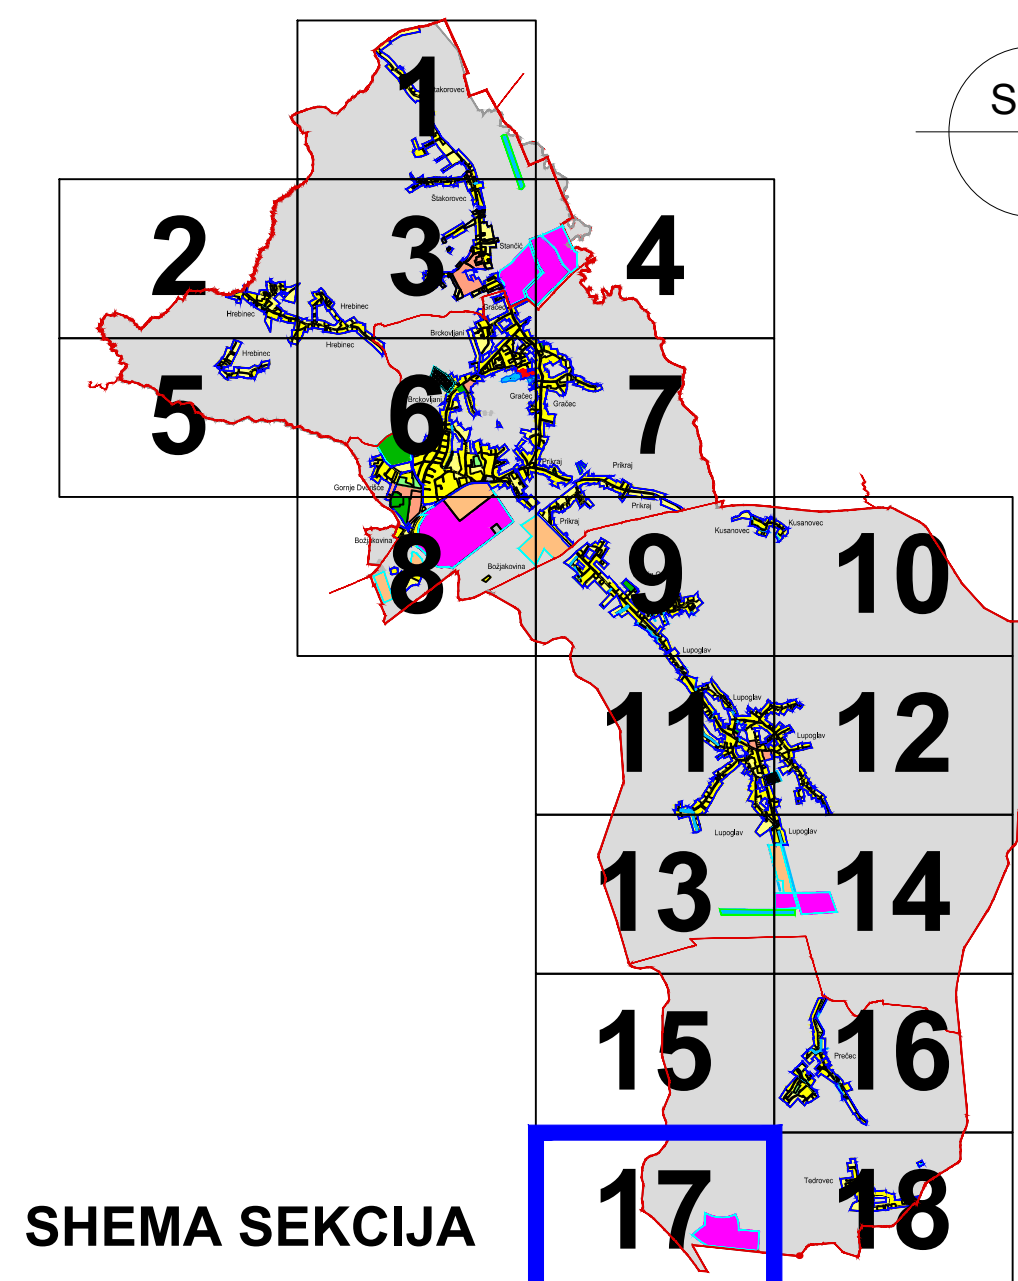 1
Štakorovec
S
2
3
4
Štakorovec
Stančić
Hrebinec
Hrebinec
Hrebinec
Gračec
Brckovljani
5
6
7
Hrebinec
Brckovljani
Gračec
Gračec
Prikraj
Prikraj
Prikraj
Gornje Dvorišće
8
9
10
Prikraj
Kusanovec
Kusanovec
Božjakovina
Božjakovina
Lupoglav
11
12
Lupoglav
Lupoglav
Lupoglav
Lupoglav
13
14
15
16
Prečec
17
18
Tedrovec
SHEMA SEKCIJA